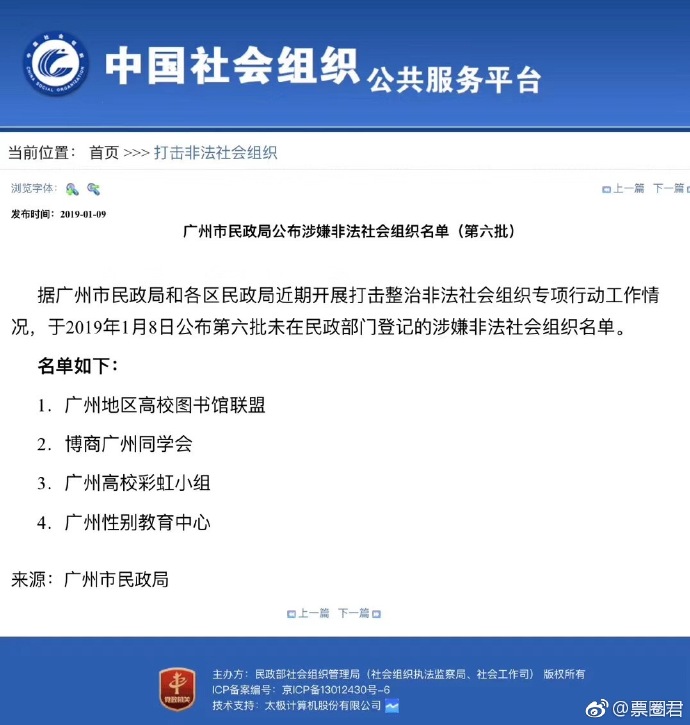 中国社会组织 公共服务平台
CHINA SOCIAL ORGANIZATION
当前位置： 首页 >>> 打击非法社会组织
浏览字体： 上一篇 下一篇
发布时间：2019-01-09
广州市民政局公布涉嫌非法社会组织名单（第六批）
据广州市民政局和各区民政局近期开展打击整治非法社会组织专项行动工作情
况，于2019年1月8日公布第六批未在民政部门登记的涉嫌非法社会组织名单。
名单如下：
1．广州地区高校图书馆联盟
2．博商广州同学会
3．广州高校彩虹小组
4．广州性别教育中心
来源：广州市民政局
上一篇 下一篇
主办方：民政部社会组织管理局（社会组织执法监察局、社会工作司） 版权所有
ICP备案编号：京ICP备13012430号-6
技术支持：太极计算机股份有限公司
党政机关
@票圈君